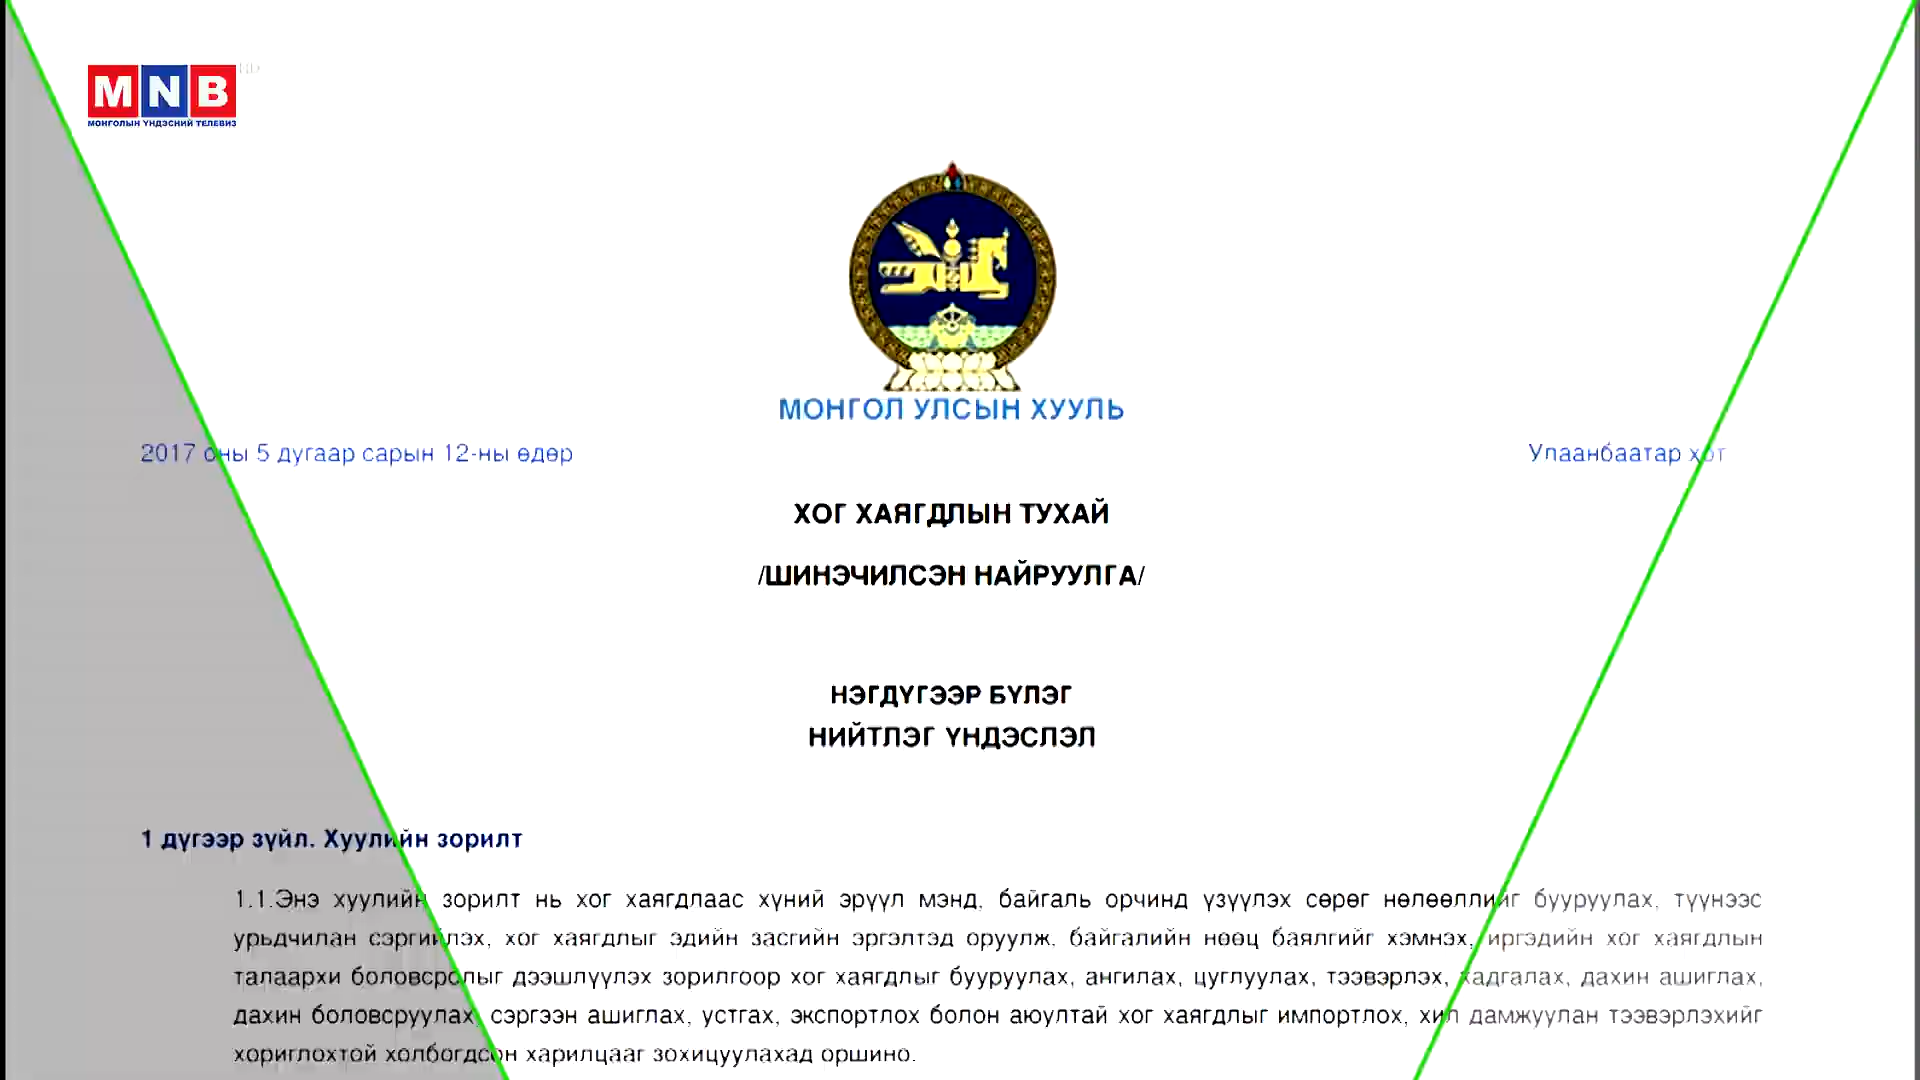 MNB HD
МОНГОЛЫН ҮНДЭСНИЙ ТЕЛЕВИЗ
МОНГОЛ УЛСЫН ХУУЛЬ
2017 оны 5 дугаар сарын 12-ны өдөр Улаанбаатар хот
ХОГ ХАЯГДЛЫН ТУХАЙ
/ШИНЭЧИЛСЭН НАЙРУУЛГА/
НЭГДҮГЭЭР БҮЛЭГ
НИЙТЛЭГ ҮНДЭСЛЭЛ
1 дүгээр зүйл. Хуулийн зорилт
1.1.Энэ хуулийн зорилт нь хог хаягдлаас хүний эрүүл мэнд, байгаль орчинд үзүүлэх сөрөг нөлөөллийг бууруулах, түүнээс
урьдчилан сэргийлэх, хог хаягдлыг эдийн засгийн эргэлтэд оруулж, байгалийн нөөц баялгийг хэмнэх, иргэдийн хог хаягдлын
талаархи боловсролыг дээшлүүлэх зорилгоор хог хаягдлыг бууруулах, ангилах, цуглуулах, тээвэрлэх, хадгалах, дахин ашиглах,
дахин боловсруулах, сэргээн ашиглах, устгах, экспортлох болон аюултай хог хаягдлыг импортлох, хил дамжуулан тээвэрлэхийг
хориглохтой холбогдсон харилцааг зохицуулахад оршино.